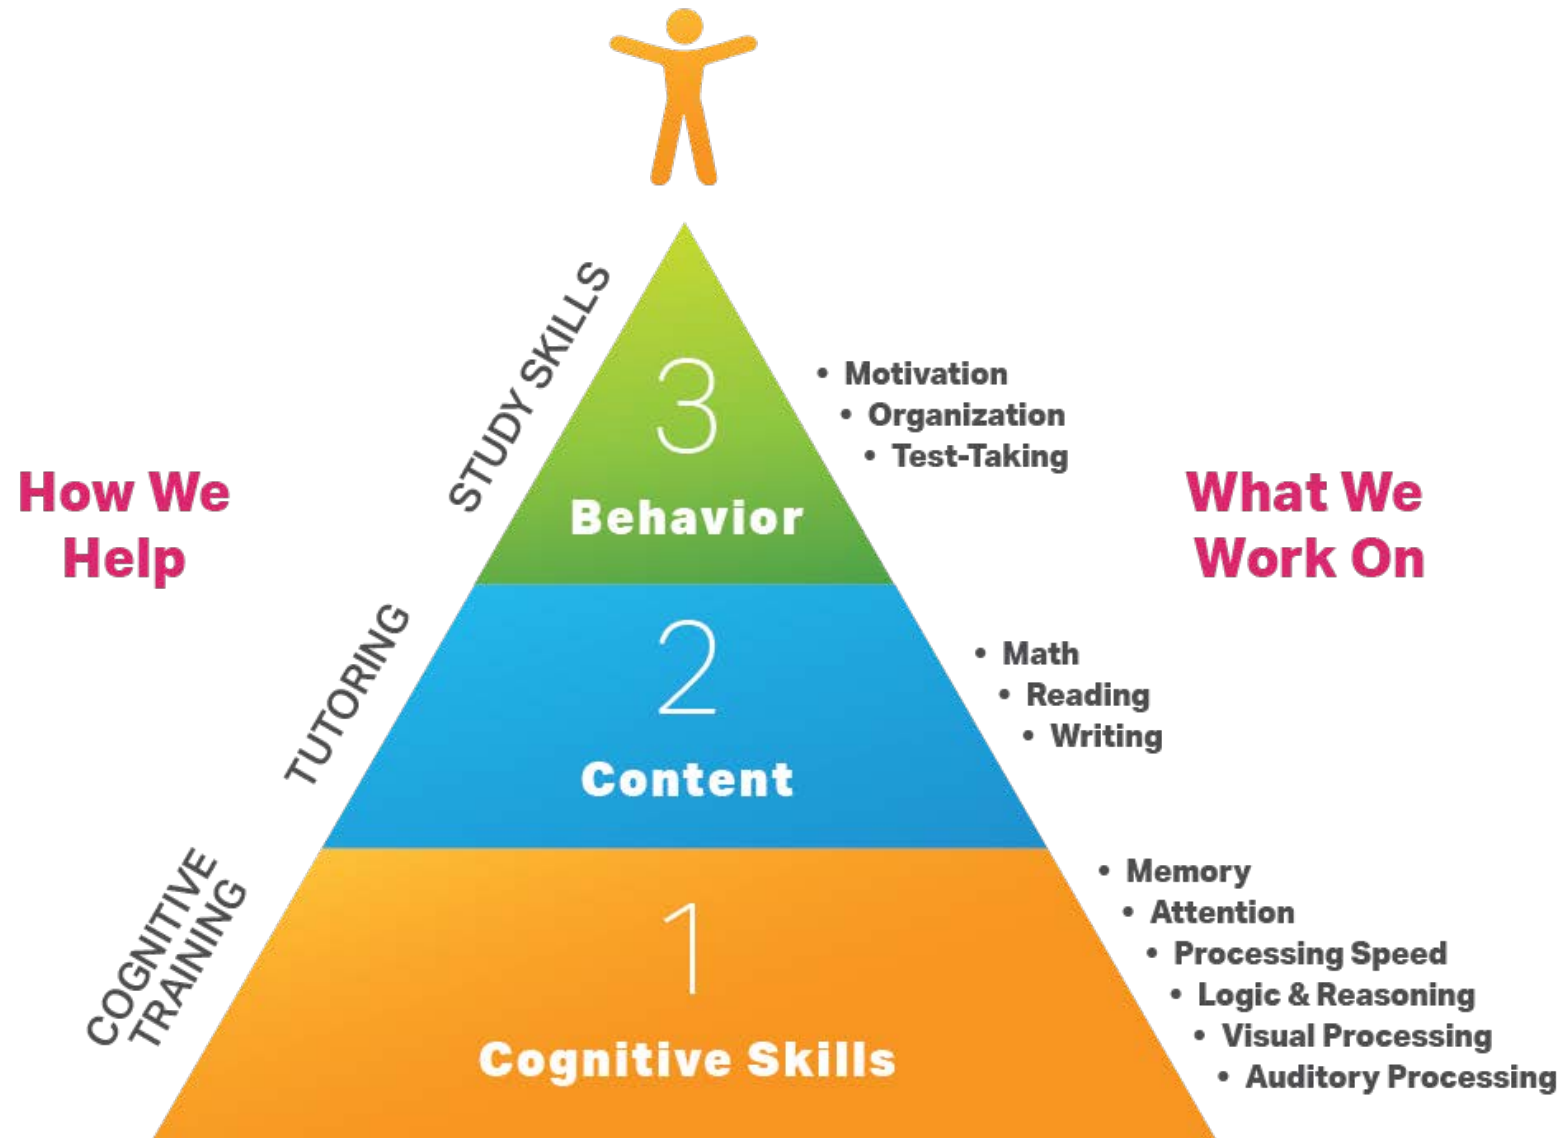 STUDY SKILLS
3
Behavior
• Motivation
• Organization
• Test-Taking
How We
Help
What We
Work On
TUTORING
2
Content
• Math
• Reading
• Writing
COGNITIVE
TRAINING
1
Cognitive Skills
• Memory
• Attention
• Processing Speed
• Logic & Reasoning
• Visual Processing
• Auditory Processing